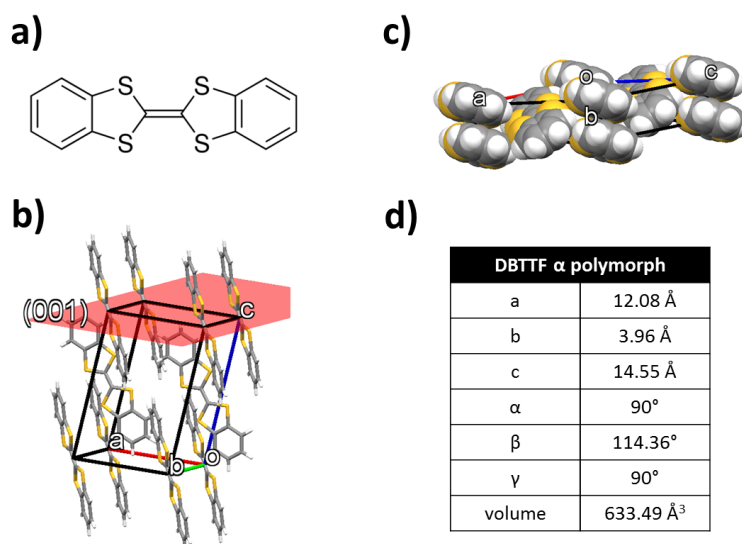 a)
S S
S S
b)
(001)
c
a
b
o
c)
o
c
a
b
d)
DBTTF α polymorph
a 12.08 Å
b 3.96 Å
c 14.55 Å
α 90°
β 114.36°
γ 90°
volume 633.49 Å³